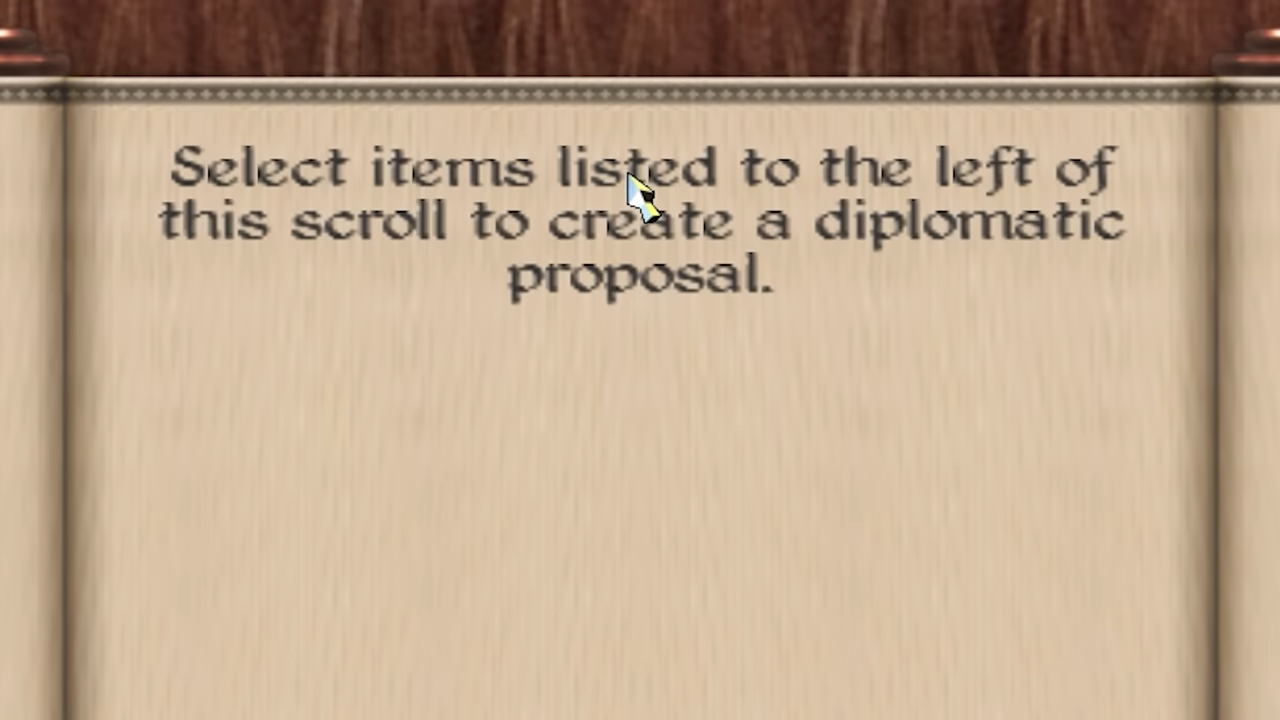 Select items listed to the left of
this scroll to create a diplomatic
proposal.